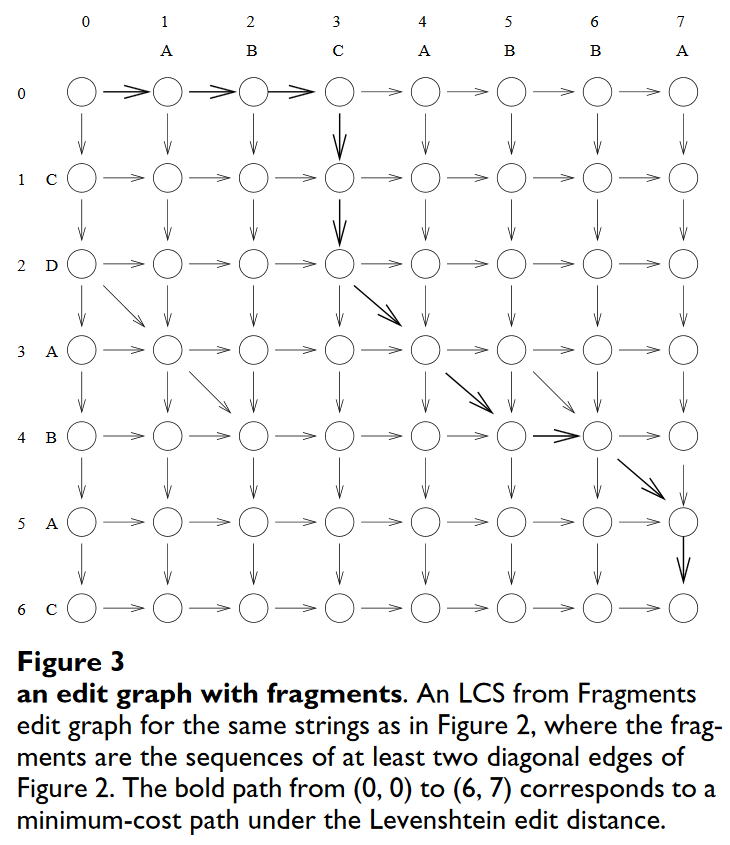 0 1 2 3 4 5 6 7
A B C A B B A
0
1 C
2 D
3 A
4 B
5 A
6 C
Figure 3
an edit graph with fragments. An LCS from Fragments
edit graph for the same strings as in Figure 2, where the frag-
ments are the sequences of at least two diagonal edges of
Figure 2. The bold path from (0, 0) to (6, 7) corresponds to a
minimum-cost path under the Levenshtein edit distance.